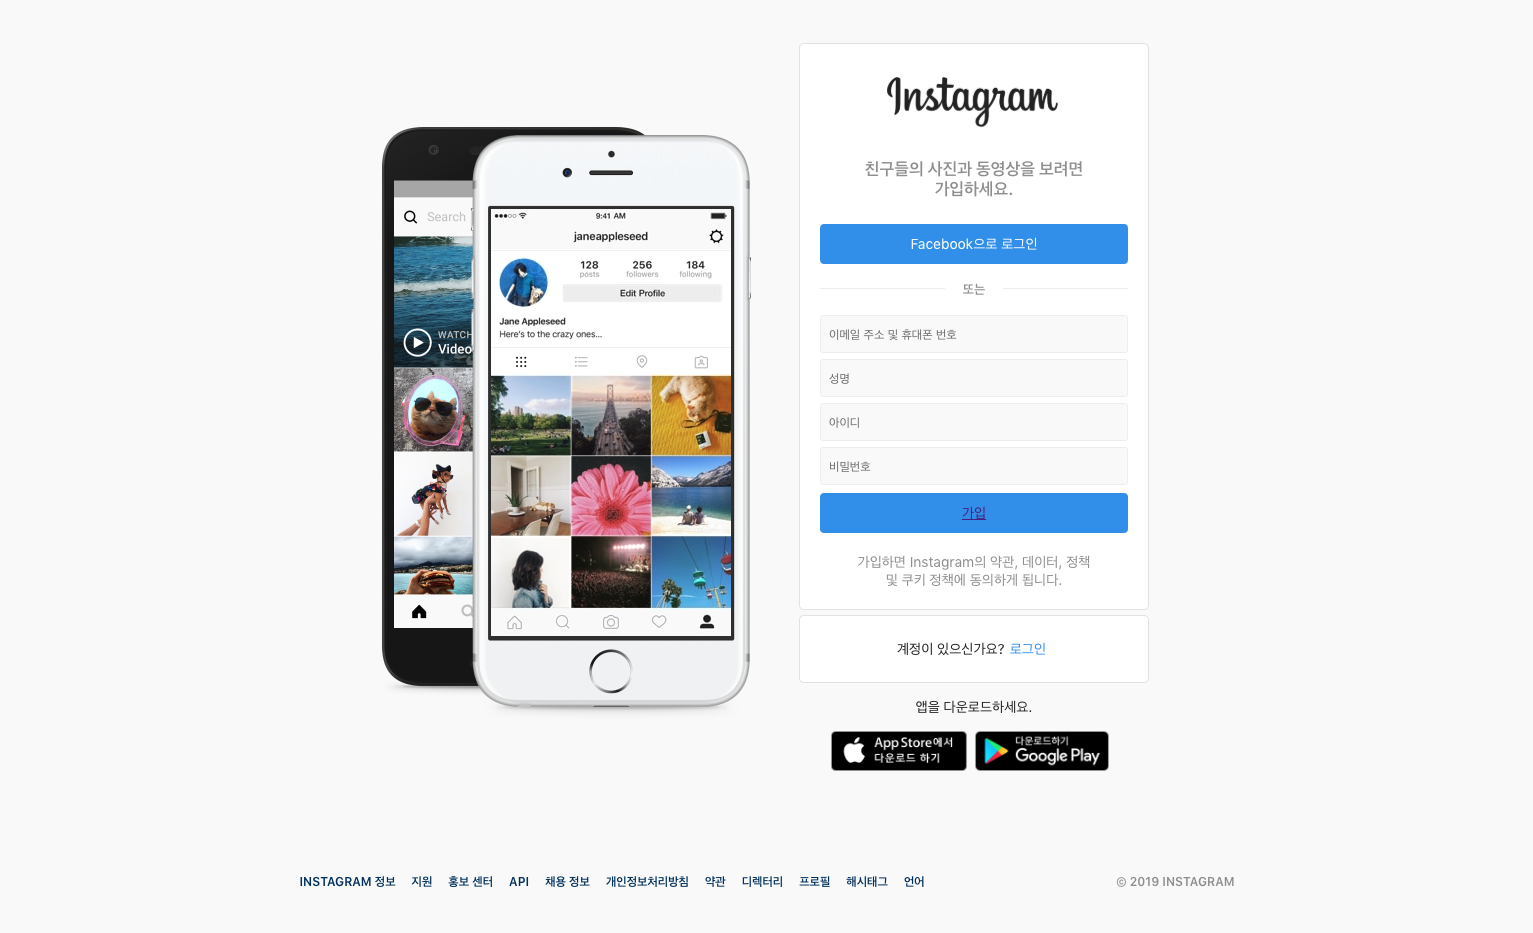 Search
WATCH
Video
9:41 AM
janeappleseed
128
posts
256
followers
184
following
Edit Profile
Jane Appleseed
Here's to the crazy ones...
Instagram
친구들의 사진과 동영상을 보려면
가입하세요.
Facebook으로 로그인
또는
이메일 주소 및 휴대폰 번호
성명
아이디
비밀번호
가입
가입하면 Instagram의 약관, 데이터, 정책
및 쿠키 정책에 동의하게 됩니다.
계정이 있으신가요? 로그인
앱을 다운로드하세요.
App Store에서
다운로드 하기
다운로드하기
Google Play
INSTAGRAM 정보 지원 홍보 센터 API 채용 정보 개인정보처리방침 약관 디렉터리 프로필 해시태그 언어
© 2019 INSTAGRAM